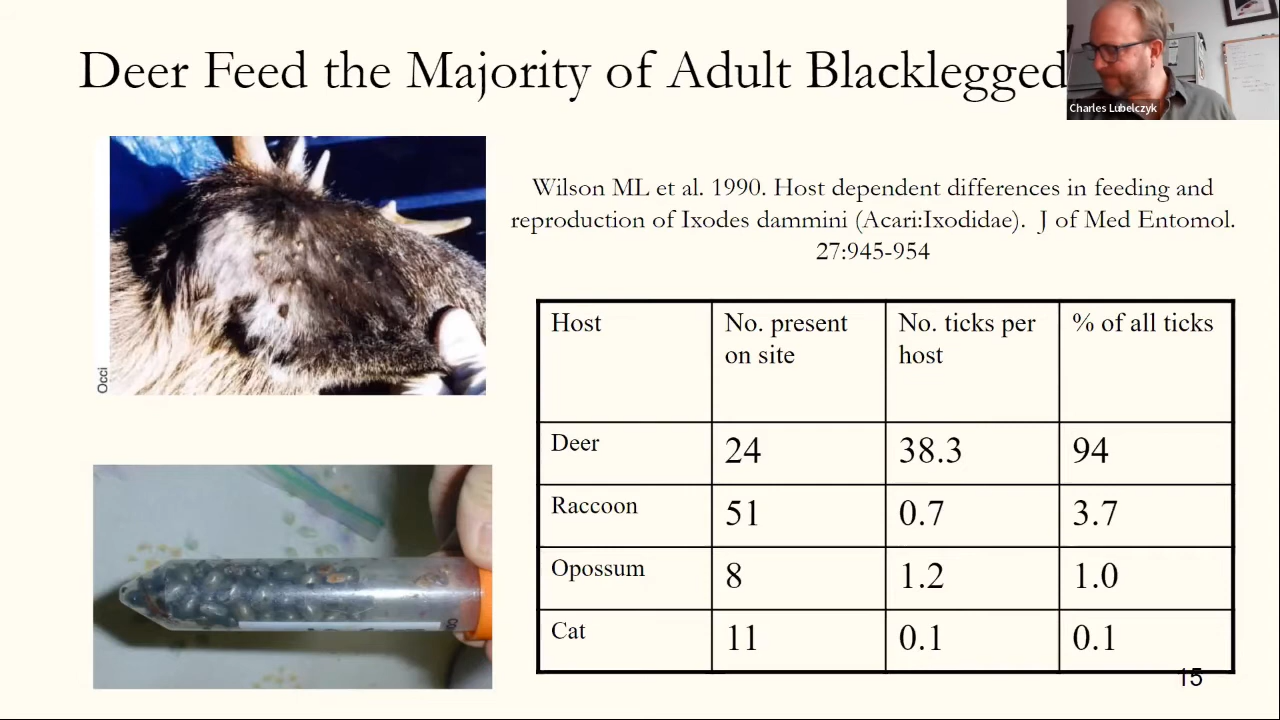 Deer Feed the Majority of Adult Blacklegged
Charles Lubelczyk
Wilson ML et al. 1990. Host dependent differences in feeding and
reproduction of Ixodes dammini (Acari:Ixodidae). J of Med Entomol.
27:945-954
Occi
Host No. present on site No. ticks per host % of all ticks
Deer 24 38.3 94
Raccoon 51 0.7 3.7
Opossum 8 1.2 1.0
Cat 11 0.1 0.1
15